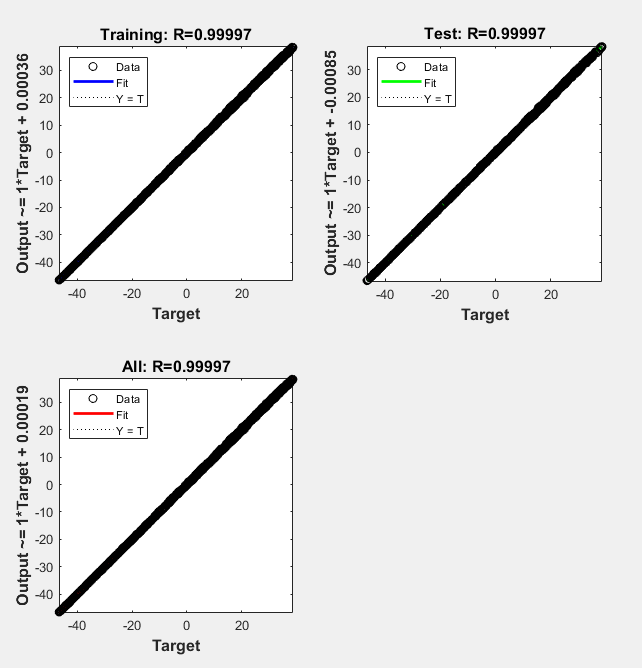 Training: R=0.99997
Output ~= 1*Target + 0.00036
Data
Fit
Y = T
30
20
10
0
-10
-20
-30
-40
-40 -20 0 20
Target
Test: R=0.99997
Output ~= 1*Target + -0.00085
Data
Fit
Y = T
30
20
10
0
-10
-20
-30
-40
-40 -20 0 20
Target
All: R=0.99997
Output ~= 1*Target + 0.00019
Data
Fit
Y = T
30
20
10
0
-10
-20
-30
-40
-40 -20 0 20
Target